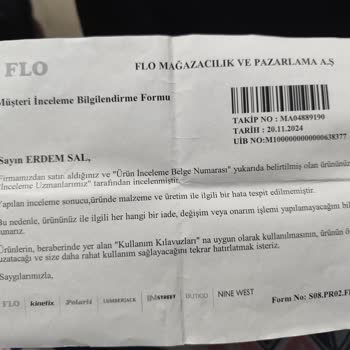 FLO
FLO MAĞAZACILIK VE PAZARLAMA A.Ş
Müşteri İnceleme Bilgilendirme Formu
TAKİP NO : MA04889190
TARİH : 20.11.2024
UİB NO:M1000000000000638377
Sayın ERDEM SAL,
Firmamızdan satın aldığınız ve "Ürün İnceleme Belge Numarası" yukarıda belirtilmiş olan ürününüz
"İnceleme Uzmanlarımız" tarafından incelenmiştir.
Yapılan inceleme sonucu,üründe malzeme ve üretim ile ilgili bir hata tespit edilmemiştir.
Bu nedenle, ürününüz ile ilgili her hangi bir iade, değişim veya onarım işlemi yapılamayacağını
Ürünlerin, beraberinde yer alan "Kullanım Kılavuzları" na uygun olarak kullanılmasının, ürünün
uzatacağı ve size daha rahat kullanım sağlayacağını tekrar hatırlatmak isteriz.
Saygılarımızla,
FLO kinetix Polaris LUMBERJACK INSTREET BUTIGO NINE WEST
Form No: S08.PR02.F